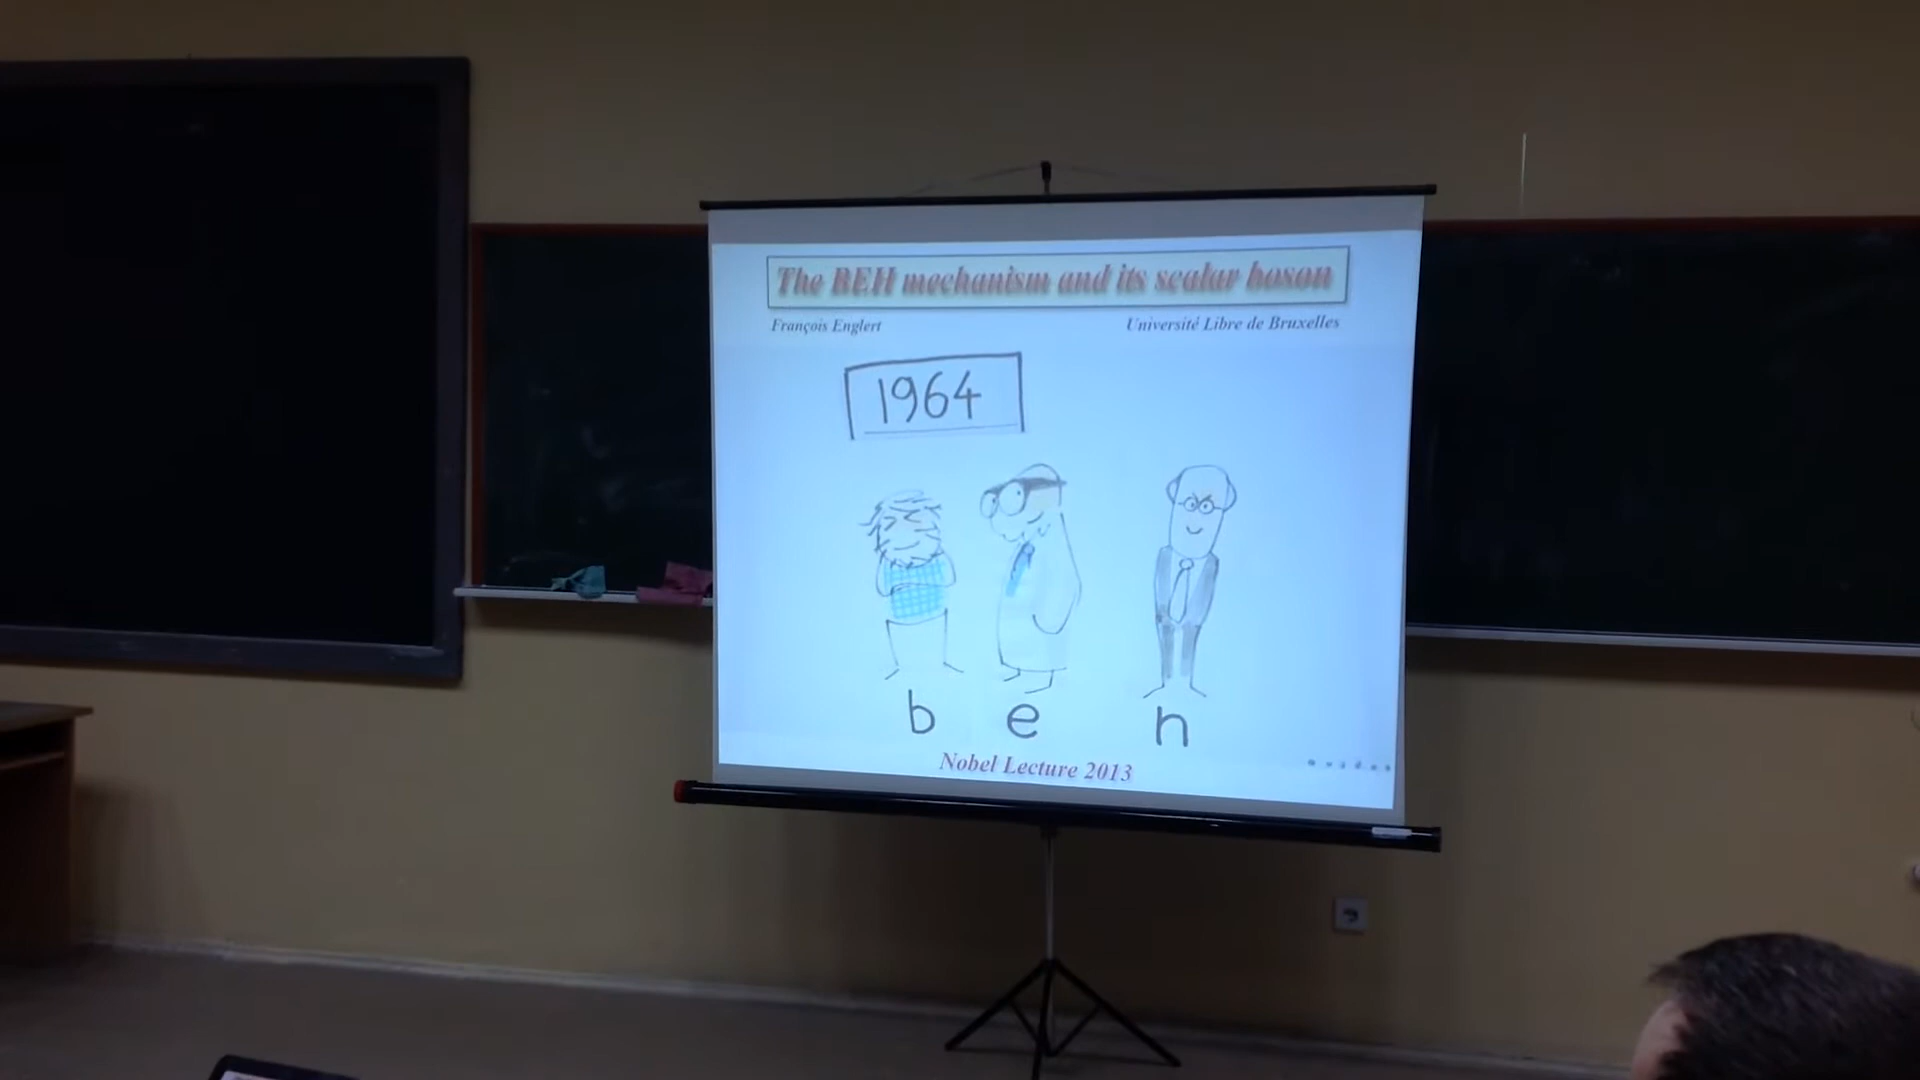 The BEH mechanism and its scalar boson
François Englert Université Libre de Bruxelles
1964
b e h
Nobel Lecture 2013